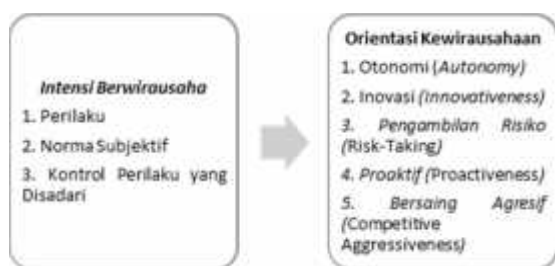 Intensi Berwirausaha
1. Perilaku
2. Norma Subjektif
3. Kontrol Perilaku yang
Disadari
Orientasi Kewirausahaan
1. Otonomi (Autonomy)
2. Inovasi (Innovativeness)
3. Pengambilan Risiko
(Risk-Taking)
4. Proaktif (Proactiveness)
5. Bersaing Agresif
(Competitive
Aggressiveness)